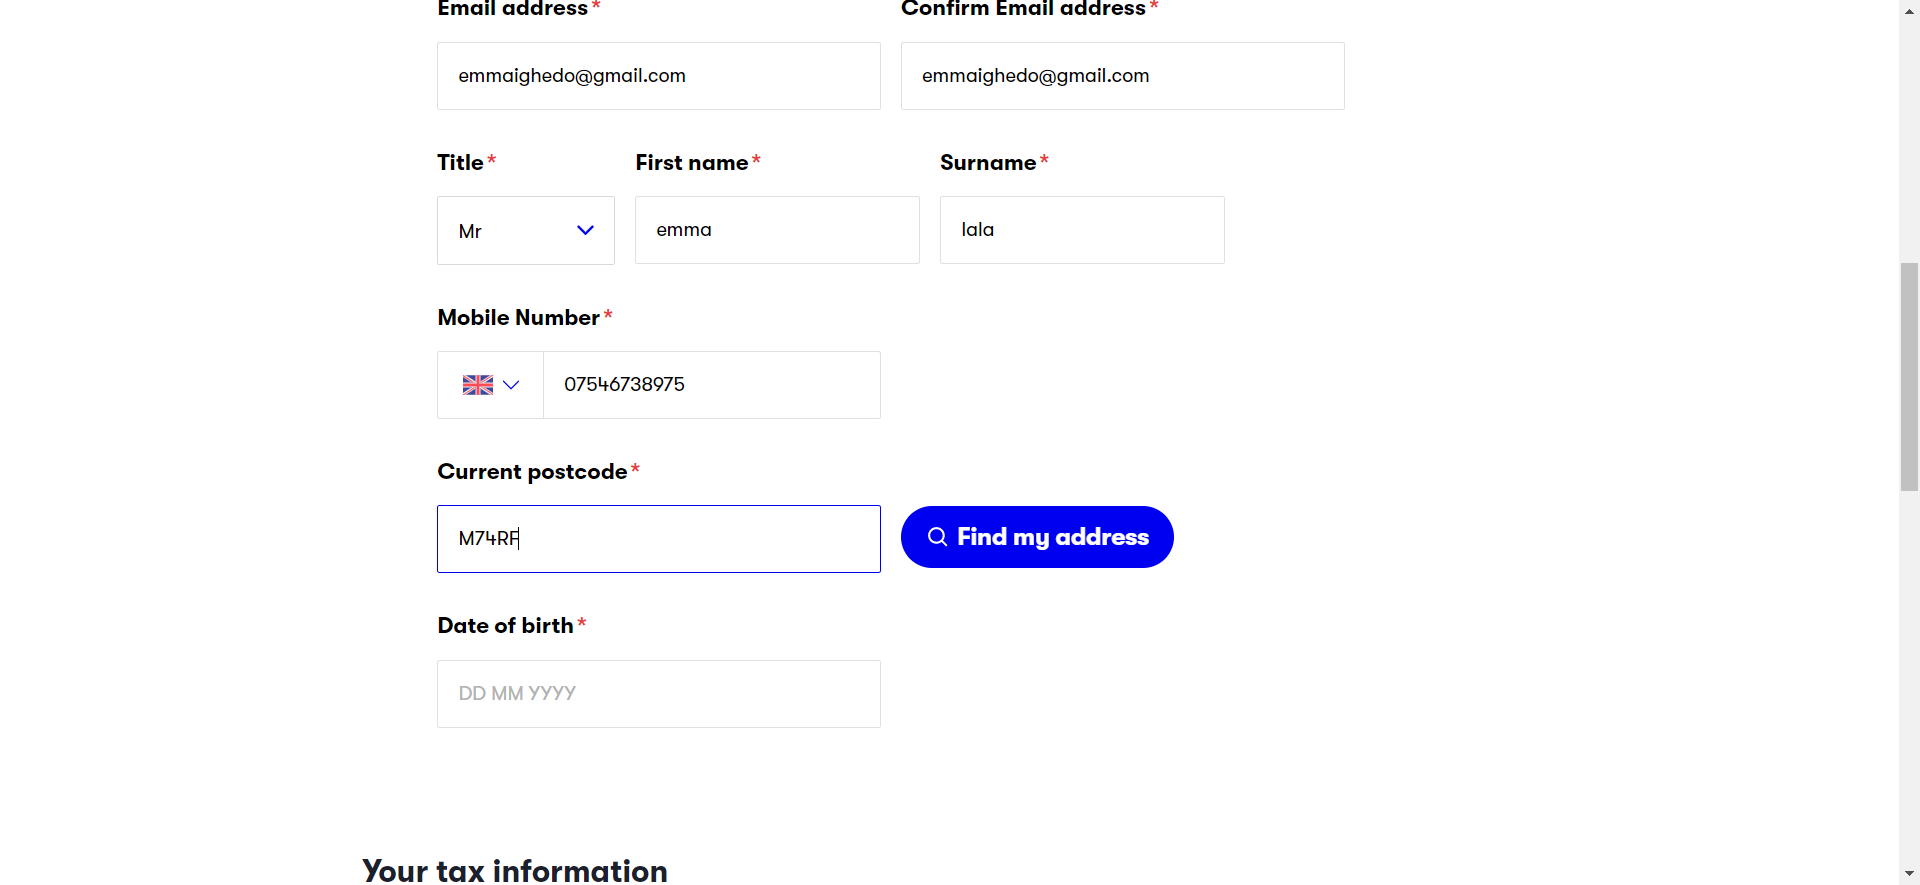 Email address*
Confirm Email address*
emmaighedo@gmail.com
emmaighedo@gmail.com
Title*
First name*
Surname*
Mr
emma
lala
Mobile Number*
07546738975
Current postcode*
M74RF
Find my address
Date of birth*
DD MM YYYY
Your tax information